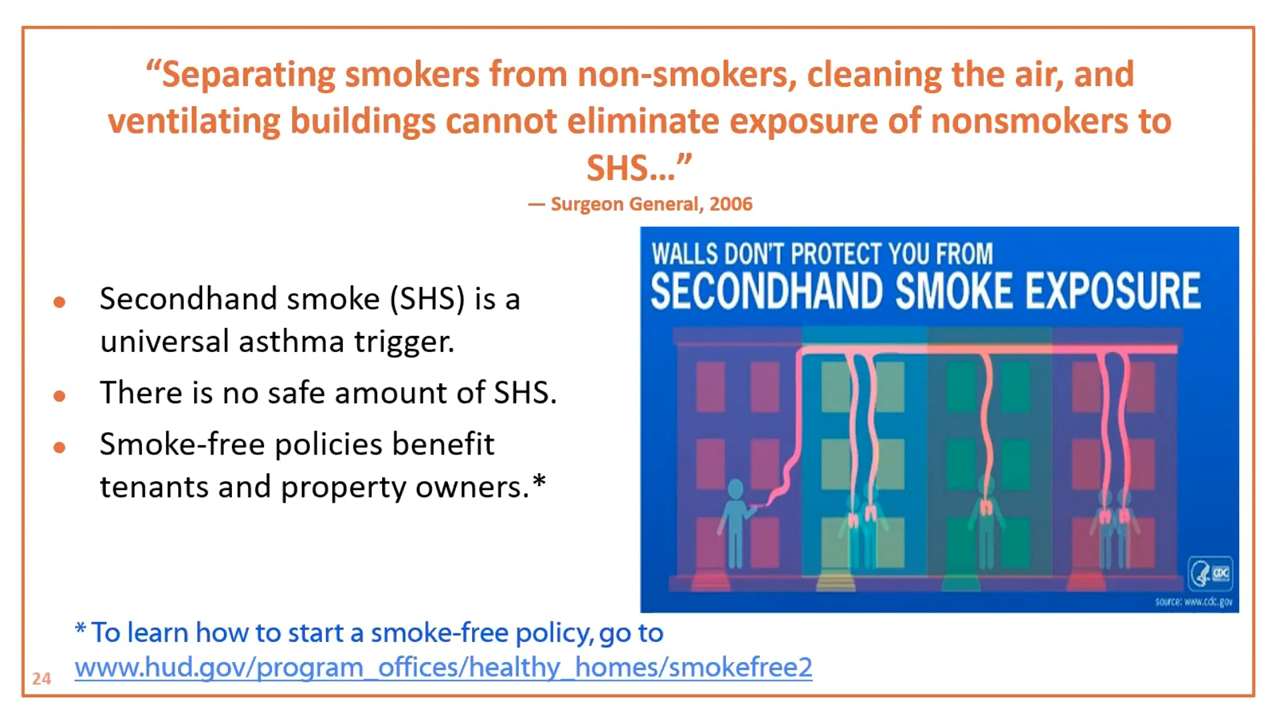 “Separating smokers from non-smokers, cleaning the air, and
ventilating buildings cannot eliminate exposure of nonsmokers to
SHS…”
— Surgeon General, 2006
• Secondhand smoke (SHS) is a
universal asthma trigger.
• There is no safe amount of SHS.
• Smoke-free policies benefit
tenants and property owners.*
WALLS DON'T PROTECT YOU FROM
SECONDHAND SMOKE EXPOSURE
CDC
source: www.cdc.gov
* To learn how to start a smoke-free policy, go to
www.hud.gov/program_offices/healthy_homes/smokefree2
24